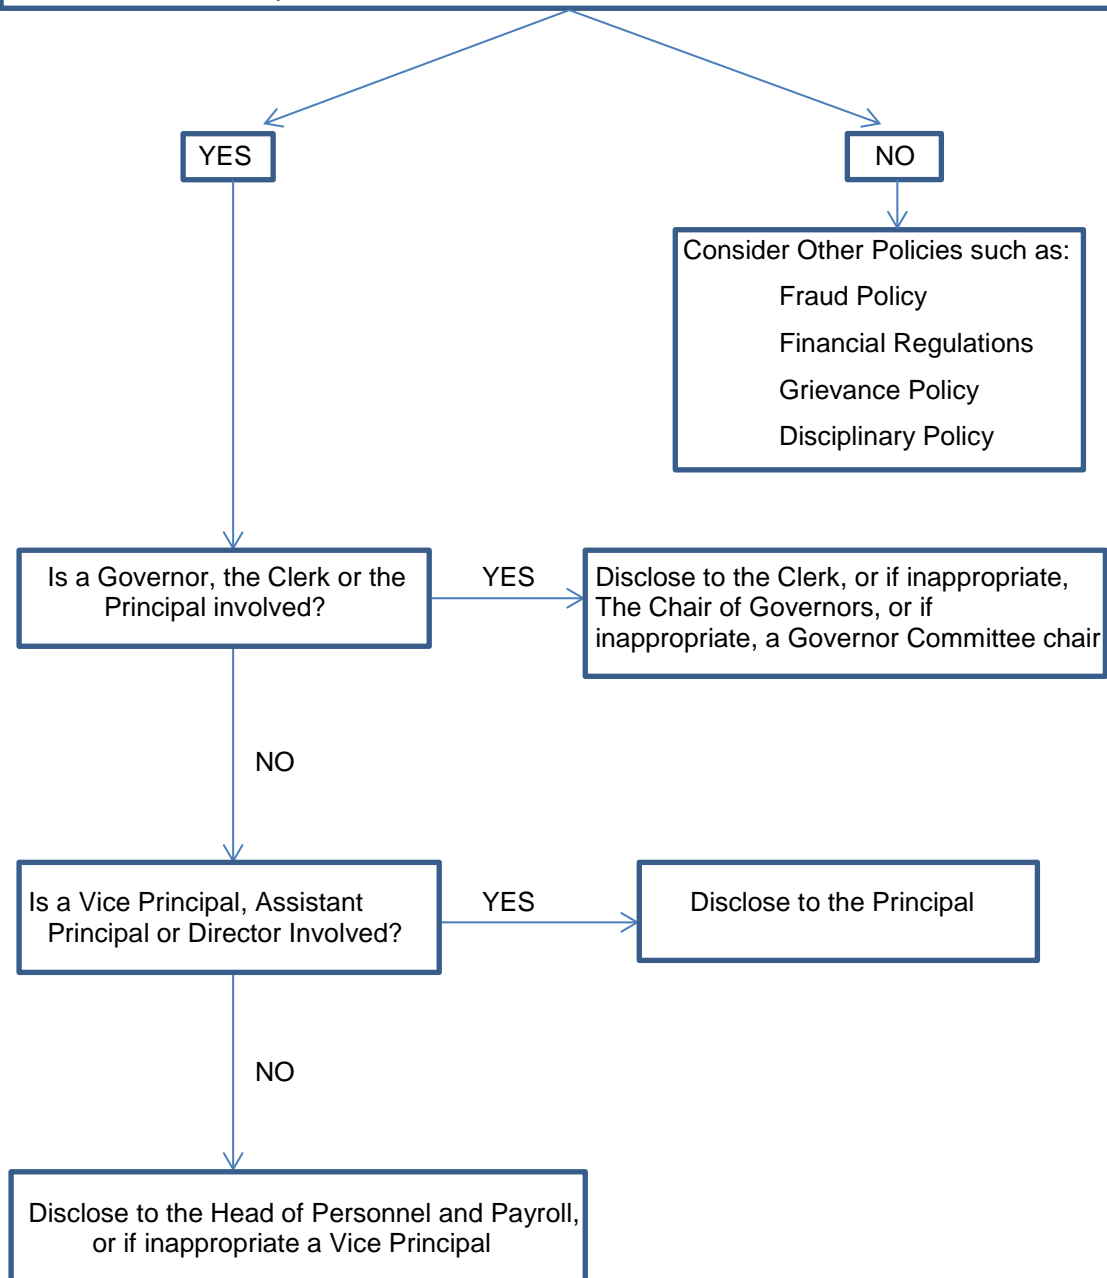 YES
NO
Consider Other Policies such as:
Fraud Policy
Financial Regulations
Grievance Policy
Disciplinary Policy
Is a Governor, the Clerk or the
Principal involved?
YES
Disclose to the Clerk, or if inappropriate,
The Chair of Governors, or if
inappropriate, a Governor Committee chair
NO
Is a Vice Principal, Assistant
Principal or Director Involved?
YES
Disclose to the Principal
NO
Disclose to the Head of Personnel and Payroll,
or if inappropriate a Vice Principal